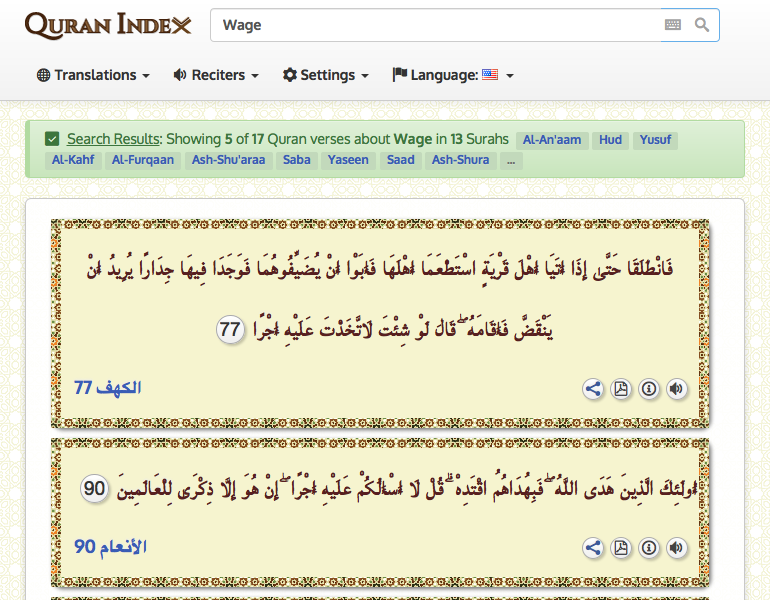 QURAN INDEX
Wage
Translations Reciters Settings Language:
Search Results: Showing 5 of 17 Quran verses about Wage in 13 Surahs Al-An'aam Hud Yusuf
Al-Kahf Al-Furqaan Ash-Shu'araa Saba Yaseen Saad Ash-Shura ...
فَانْطَلَقَا حَتَّىٰ إِذَا أَتَيَا أَهْلَ قَرْيَةٍ اسْتَطْعَمَا أَهْلَهَا فَأَبَوْا أَنْ يُضَيِّفُوهُمَا فَوَجَدَا فِيهَا جِدَارًا يُرِيدُ أَنْ
يَنْقَضَّ فَأَقَامَهُ ۖ قَالَ لَوْ شِئْتَ لَاتَّخَذْتَ عَلَيْهِ أَجْرًا 77
الكهف 77
أُولَٰئِكَ الَّذِينَ هَدَى اللَّهُ ۖ فَبِهُدَاهُمُ اقْتَدِهْ ۗ قُلْ لَا أَسْأَلُكُمْ عَلَيْهِ أَجْرًا ۖ إِنْ هُوَ إِلَّا ذِكْرَىٰ لِلْعَالَمِينَ 90
الأنعام 90